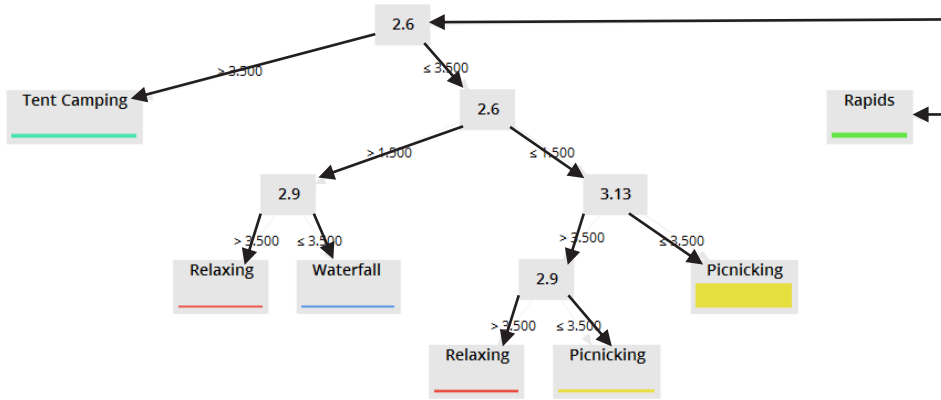 2.6
> 3.500
≤ 3.500
Tent Camping
2.6
Rapids
> 1.500
≤ 1.500
2.9
3.13
> 3.500
≤ 3.500
> 3.500
≤ 3.500
Relaxing
Waterfall
2.9
Picnicking
> 3.500
≤ 3.500
Relaxing
Picnicking